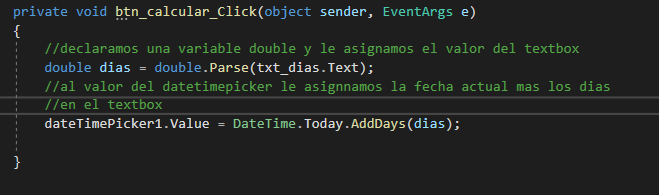 private void btn_calcular_Click(object sender, EventArgs e)
{
//declaramos una variable double y le asignamos el valor del textbox
double dias = double.Parse(txt_dias.Text);
//al valor del datetimepicker le asignnamos la fecha actual mas los dias
//en el textbox
dateTimePicker1.Value = DateTime.Today.AddDays(dias);
}